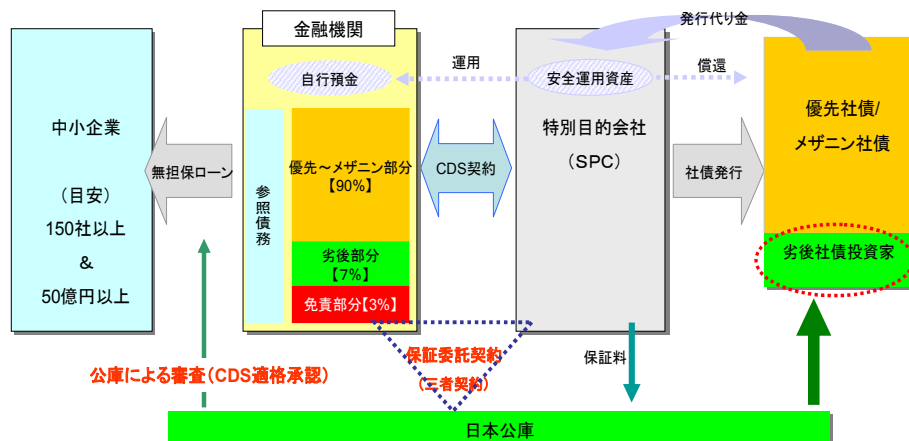 発行代り金
金融機関
運用
償還
自行預金
安全運用資産
中小企業
(目安)
150社以上
&
50億円以上
無担保ローン
参照債務
優先~メザニン部分
【90%】
劣後部分
【7%】
免責部分【3%】
CDS契約
特別目的会社
(SPC)
社債発行
優先社債/
メザニン社債
劣後社債投資家
保証委託契約
(三者契約)
保証料
公庫による審査(CDS適格承認)
日本公庫